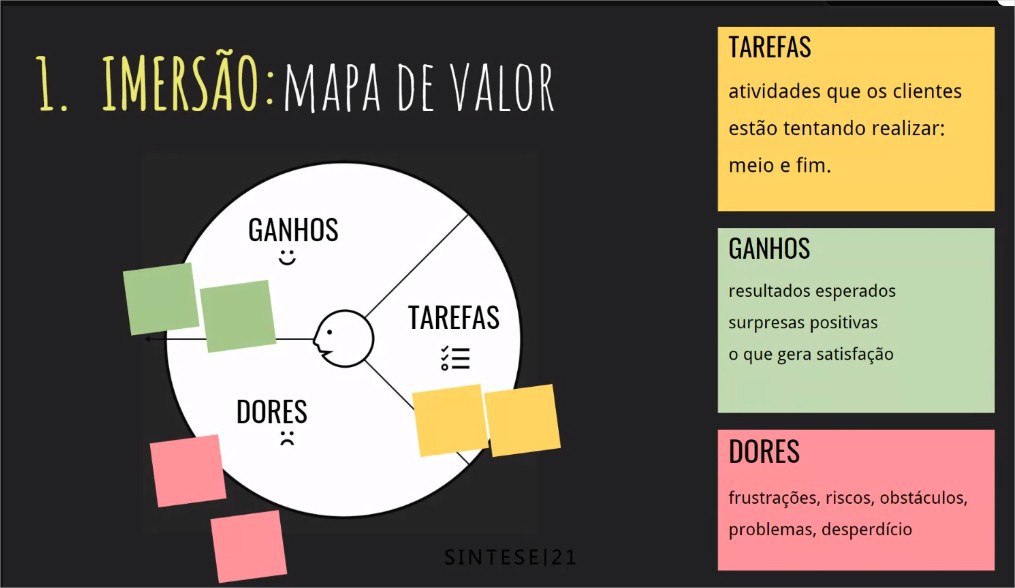 1. IMERSÃO: MAPA DE VALOR
GANHOS
TAREFAS
DORES
SINTESE|21
TAREFAS
atividades que os clientes
estão tentando realizar:
meio e fim.
GANHOS
resultados esperados
surpresas positivas
o que gera satisfação
DORES
frustrações, riscos, obstáculos,
problemas, desperdício